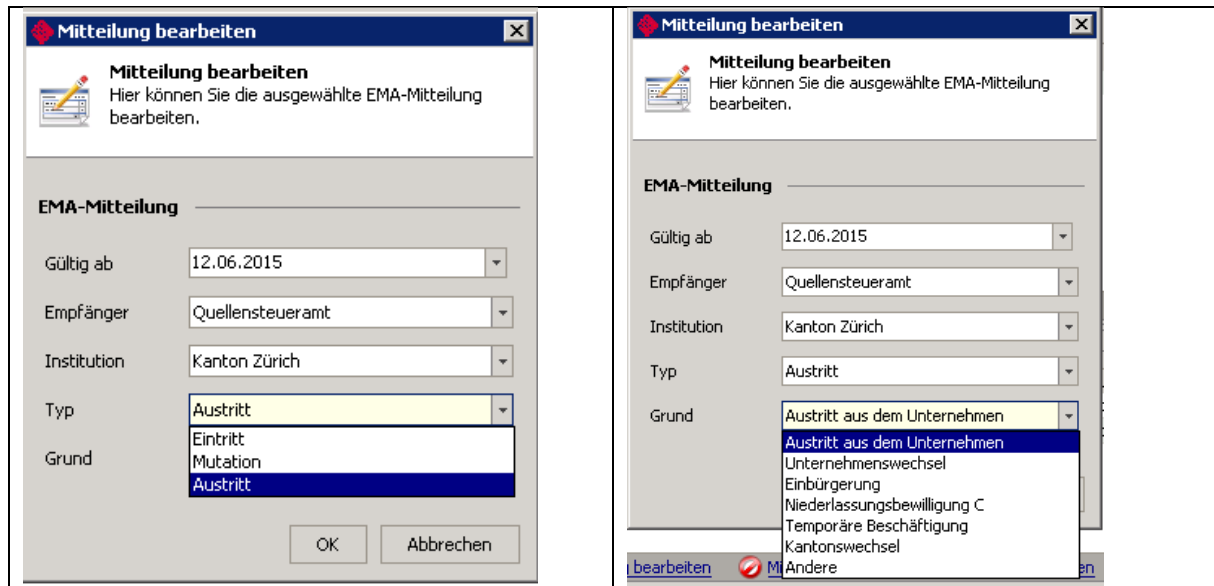 Mitteilung bearbeiten
Mitteilung bearbeiten
Hier können Sie die ausgewählte EMA-Mitteilung
bearbeiten.
EMA-Mitteilung
Gültig ab 12.06.2015
Empfänger Quellensteueramt
Institution Kanton Zürich
Typ Austritt
Eintritt
Grund Mutation
Austritt
OK Abbrechen
Mitteilung bearbeiten
Mitteilung bearbeiten
Hier können Sie die ausgewählte EMA-Mitteilung
bearbeiten.
EMA-Mitteilung
Gültig ab 12.06.2015
Empfänger Quellensteueramt
Institution Kanton Zürich
Typ Austritt
Grund Austritt aus dem Unternehmen
Austritt aus dem Unternehmen
Unternehmenswechsel
Einbürgerung
Niederlassungsbewilligung C
Temporäre Beschäftigung
Kantonswechsel
bearbeiten Mi Andere en